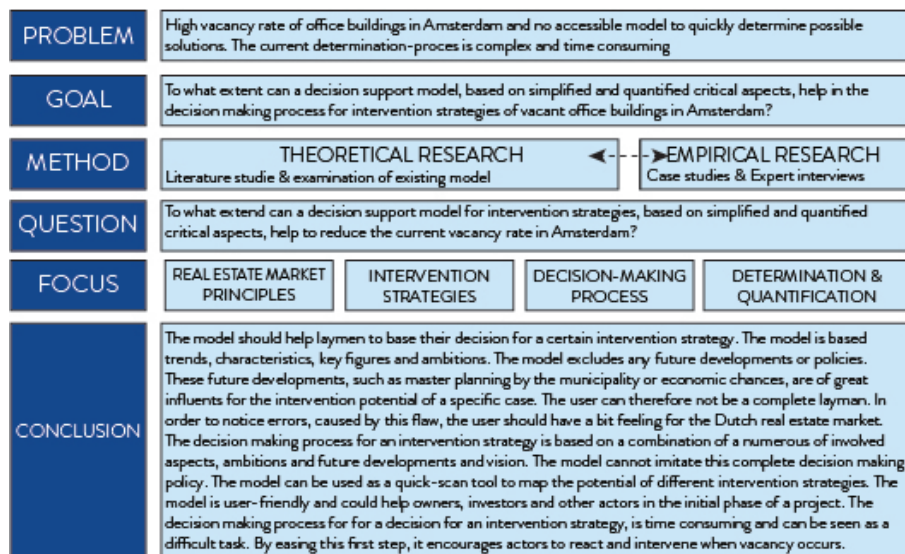 PROBLEM
High vacancy rate of office buildings in Amsterdam and no accessible model to quickly determine possible
solutions. The current determination-proces is complex and time consuming
GOAL
To what extent can a decision support model, based on simplified and quantified critical aspects, help in the
decision making process for intervention strategies of vacant office buildings in Amsterdam?
METHOD
THEORETICAL RESEARCH
Literature studie & examination of existing model
EMPIRICAL RESEARCH
Case studies & Expert interviews
QUESTION
To what extend can a decision support model for intervention strategies, based on simplified and quantified
critical aspects, help to reduce the current vacancy rate in Amsterdam?
FOCUS
REAL ESTATE MARKET
PRINCIPLES
INTERVENTION
STRATEGIES
DECISION-MAKING
PROCESS
DETERMINATION &
QUANTIFICATION
CONCLUSION
The model should help laymen to base their decision for a certain intervention strategy. The model is based
trends, characteristics, key figures and ambitions. The model excludes any future developments or policies.
These future developments, such as master planning by the municipality or economic chances, are of great
influents for the intervention potential of a specific case. The user can therefore not be a complete layman. In
order to notice errors, caused by this flaw, the user should have a bit feeling for the Dutch real estate market.
The decision making process for an intervention strategy is based on a combination of a numerous of involved
aspects, ambitions and future developments and vision. The model cannot imitate this complete decision making
policy. The model can be used as a quick-scan tool to map the potential of different intervention strategies. The
model is user- friendly and could help owners, investors and other actors in the initial phase of a project. The
decision making process for for a decision for an intervention strategy, is time consuming and can be seen as a
difficult task. By easing this first step, it encourages actors to react and intervene when vacancy occurs.